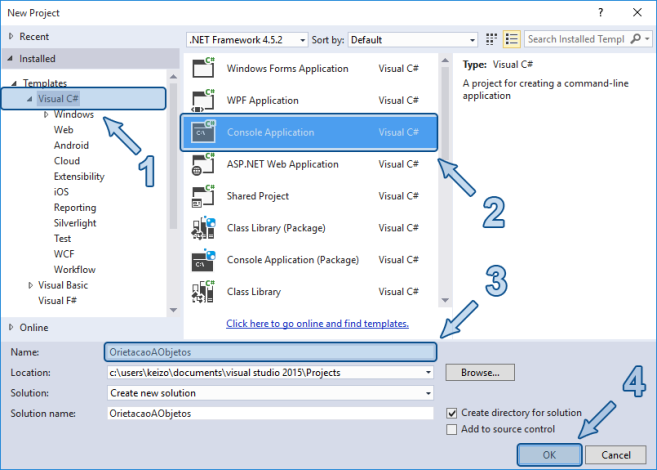 New Project
? ×
Recent
Installed
.NET Framework 4.5.2
Sort by: Default
Search Installed Templ
Templates
Visual C#
Windows
Web
Android
Cloud
Extensibility
iOS
Reporting
Silverlight
Test
WCF
Workflow
Visual Basic
Visual F#
Online
Windows Forms Application Visual C#
WPF Application Visual C#
Console Application Visual C#
ASP.NET Web Application Visual C#
Shared Project Visual C#
Class Library (Package) Visual C#
Console Application (Package) Visual C#
Class Library Visual C#
Click here to go online and find templates.
Type: Visual C#
A project for creating a command-line
application
1
2
3
Name: OrietacaoAObjetos
Location: c:\users\keizo\documents\visual studio 2015\Projects
Browse...
Solution: Create new solution
Solution name: OrietacaoAObjetos
Create directory for solution
Add to source control
4
OK
Cancel